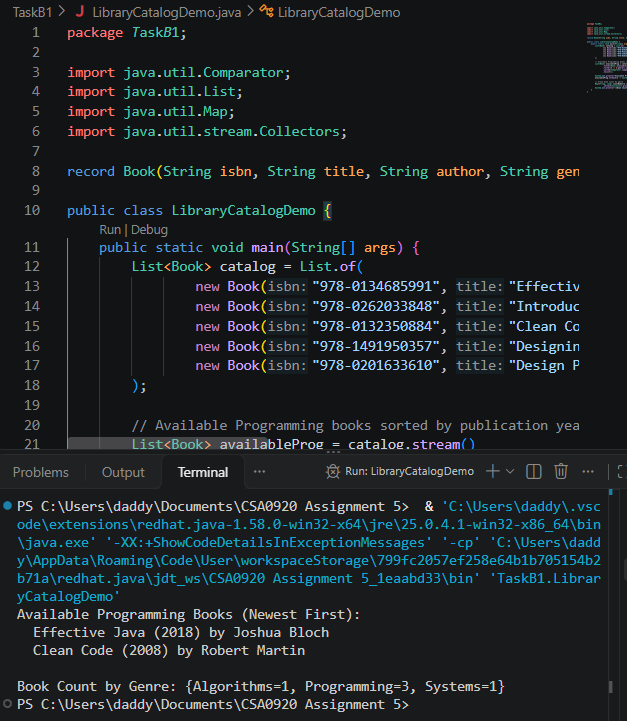 TaskB1 > J LibraryCatalogDemo.java > LibraryCatalogDemo
1 package TaskB1;
2
3 import java.util.Comparator;
4 import java.util.List;
5 import java.util.Map;
6 import java.util.stream.Collectors;
7
8 record Book(String isbn, String title, String author, String gen
9
10 public class LibraryCatalogDemo {
Run | Debug
11 public static void main(String[] args) {
12 List<Book> catalog = List.of(
13 new Book(isbn: "978-0134685991", title: "Effectiv
14 new Book(isbn: "978-0262033848", title: "Introduc
15 new Book(isbn: "978-0132350884", title: "Clean Co
16 new Book(isbn: "978-1491950357", title: "Designin
17 new Book(isbn: "978-0201633610", title: "Design P
18 );
19
20 // Available Programming books sorted by publication yea
21 List<Book> availableProg = catalog.stream()
Problems Output Terminal ··· Run: LibraryCatalogDemo
PS C:\Users\daddy\Documents\CSA0920 Assignment 5> & 'C:\Users\daddy\.vsc
ode\extensions\redhat.java-1.58.0-win32-x64\jre\25.0.4.1-win32-x86_64\bin
\java.exe' '-XX:+ShowCodeDetailsInExceptionMessages' '-cp' 'C:\Users\dadd
y\AppData\Roaming\Code\User\workspaceStorage\799fc2057ef258e64b1b705154b2
b71a\redhat.java\jdt_ws\CSA0920 Assignment 5_1eaabd33\bin' 'TaskB1.Librar
yCatalogDemo'
Available Programming Books (Newest First):
Effective Java (2018) by Joshua Bloch
Clean Code (2008) by Robert Martin

Book Count by Genre: {Algorithms=1, Programming=3, Systems=1}
PS C:\Users\daddy\Documents\CSA0920 Assignment 5>